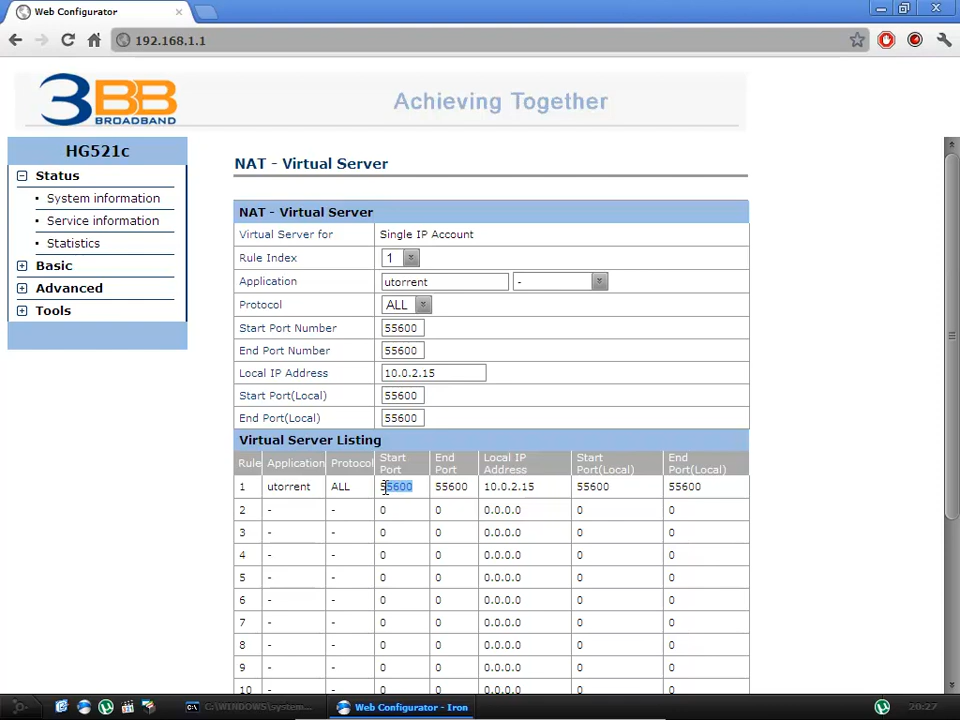 Web Configurator
192.168.1.1
3BB
BROADBAND
Achieving Together
HG521c
Status
System information
Service information
Statistics
Basic
Advanced
Tools
NAT - Virtual Server
NAT - Virtual Server
Virtual Server for Single IP Account
Rule Index 1
Application utorrent -
Protocol ALL
Start Port Number 55600
End Port Number 55600
Local IP Address 10.0.2.15
Start Port(Local) 55600
End Port(Local) 55600
Virtual Server Listing
Rule Application Protocol Start Port End Port Local IP Address Start Port(Local) End Port(Local)
1 utorrent ALL 55600 55600 10.0.2.15 55600 55600
2 - - 0 0 0.0.0.0 0 0
3 - - 0 0 0.0.0.0 0 0
4 - - 0 0 0.0.0.0 0 0
5 - - 0 0 0.0.0.0 0 0
6 - - 0 0 0.0.0.0 0 0
7 - - 0 0 0.0.0.0 0 0
8 - - 0 0 0.0.0.0 0 0
9 - - 0 0 0.0.0.0 0 0
10 - - 0 0 0.0.0.0 0 0
C:\WINDOWS\system...
Web Configurator - Iron
20:27